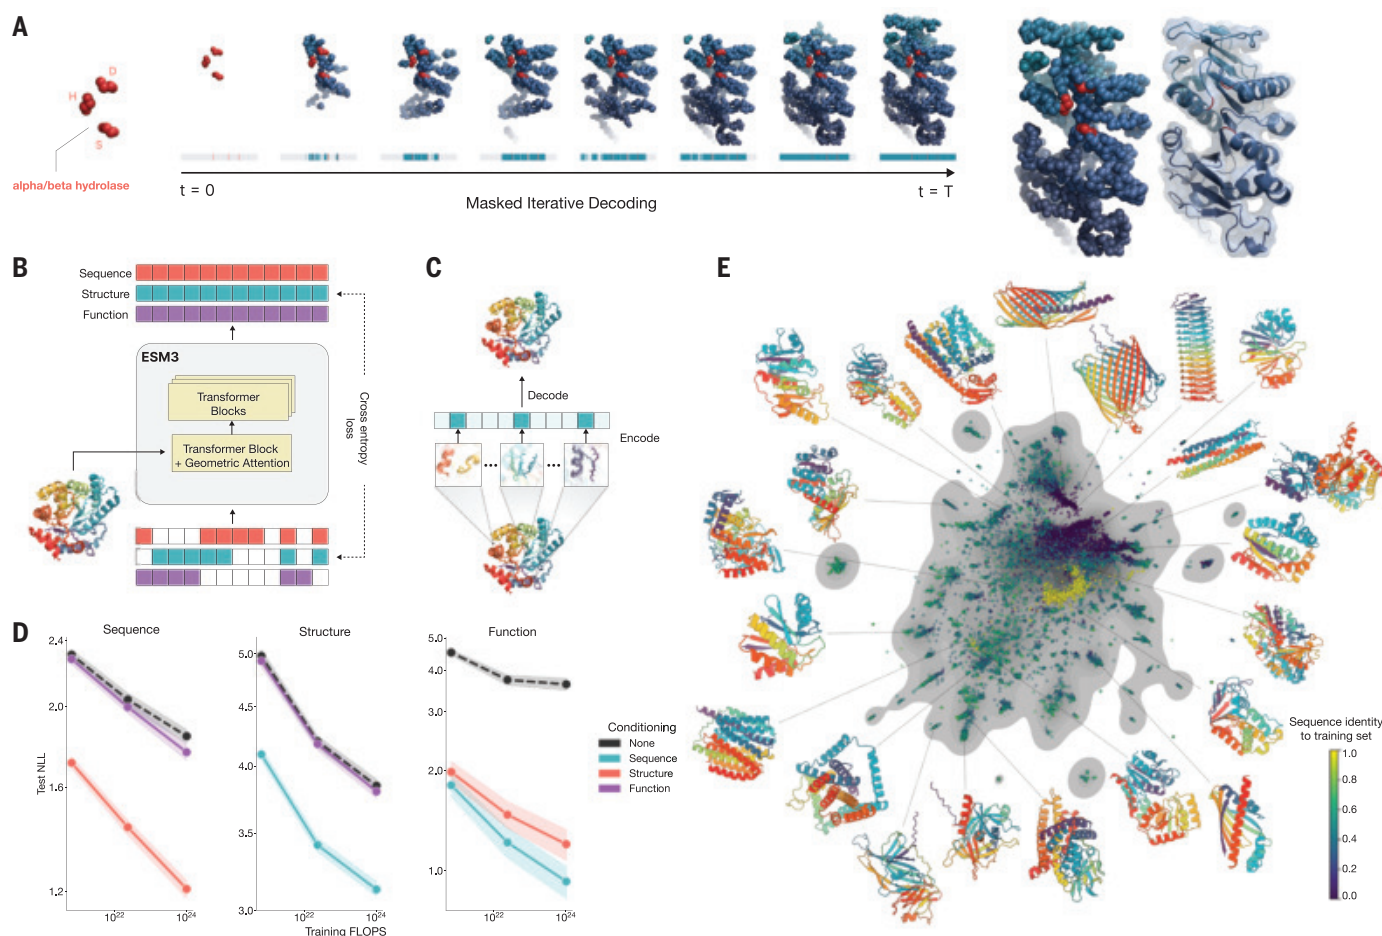 A
D
H
S
alpha/beta hydrolase
t = 0
t = T
Masked Iterative Decoding
B
Sequence
Structure
Function
ESM3
Transformer
Blocks
Transformer Block
+ Geometric Attention
Cross entropy
loss
C
Decode
Encode
D
Sequence
Structure
Function
Test NLL
2.4
2.0
1.6
1.2
5.0
4.0
3.5
3.0
5.0
4.0
3.0
2.0
1.0
10²²
10²⁴
10²²
10²⁴
10²²
10²⁴
Training FLOPS
Conditioning
None
Sequence
Structure
Function
E
Sequence identity
to training set
1.0
0.8
0.6
0.4
0.2
0.0